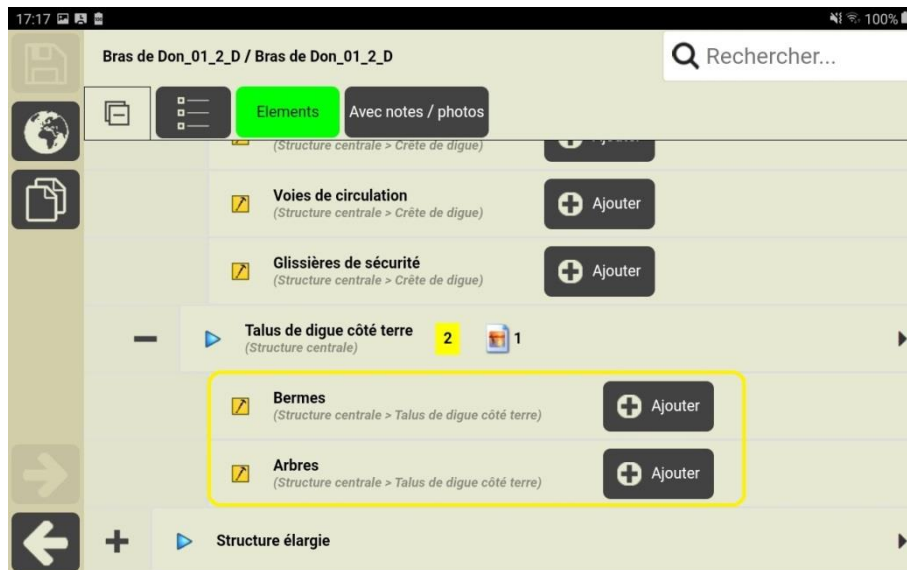 17:17
100%
Bras de Don_01_2_D / Bras de Don_01_2_D
Rechercher...
Elements
Avec notes / photos
(Structure centrale > Crête de digue)
Ajouter
Voies de circulation
(Structure centrale > Crête de digue)
Ajouter
Glissières de sécurité
(Structure centrale > Crête de digue)
Ajouter
Talus de digue côté terre
(Structure centrale)
2
1
Bermes
(Structure centrale > Talus de digue côté terre)
Ajouter
Arbres
(Structure centrale > Talus de digue côté terre)
Ajouter
Structure élargie